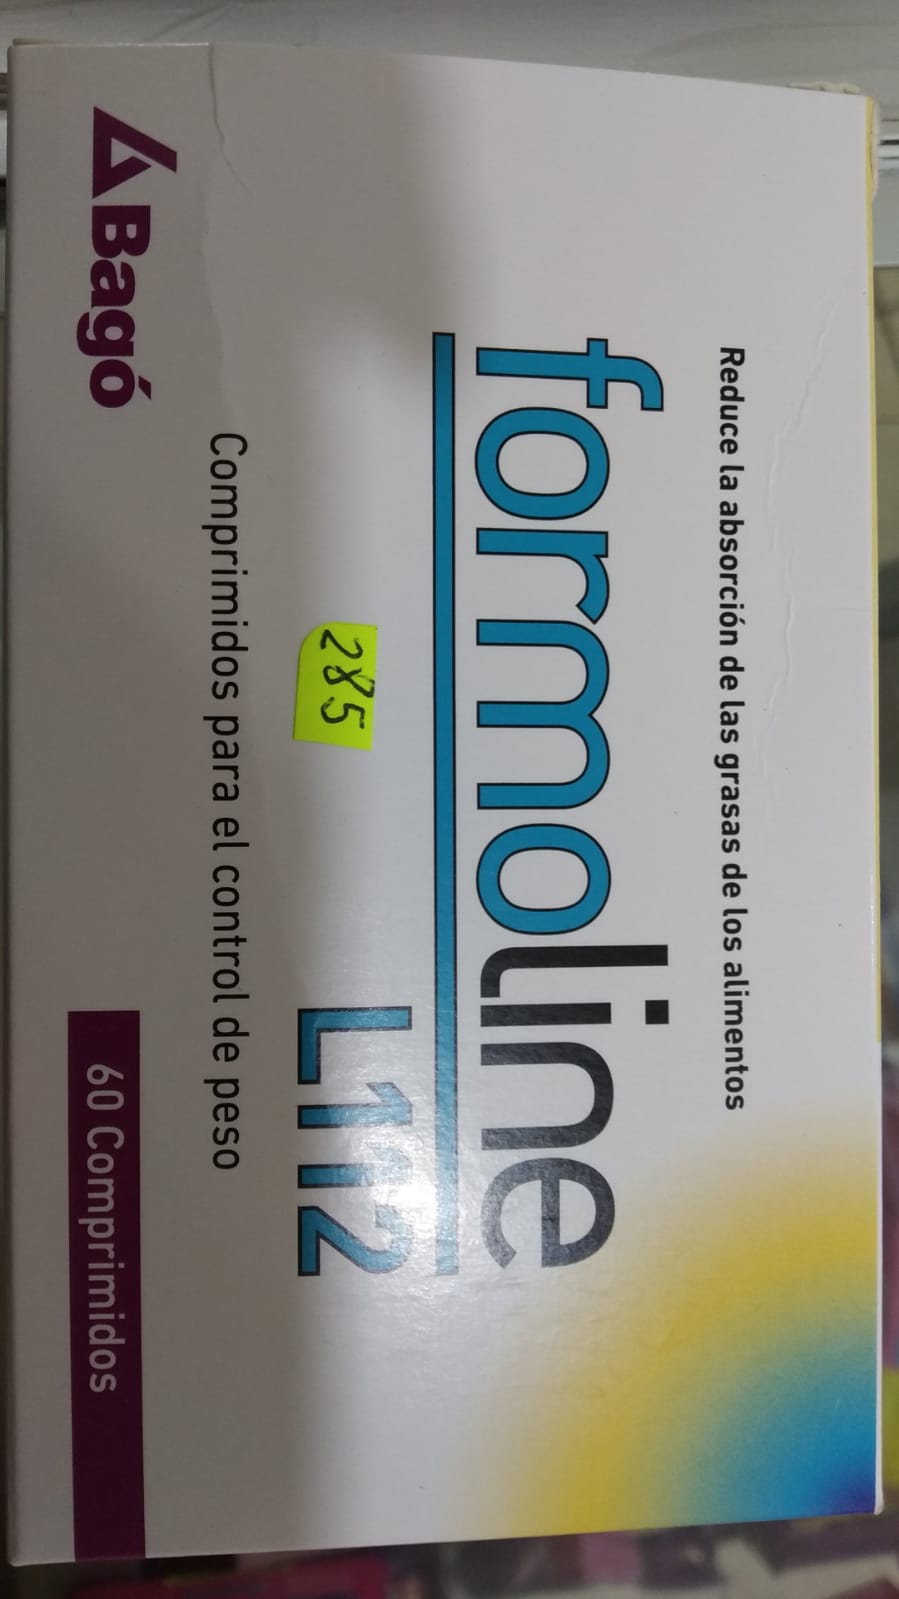 Reduce la absorción de las grasas de los alimentos
formoline
L112
285
Comprimidos para el control de peso
Bagó
60 Comprimidos